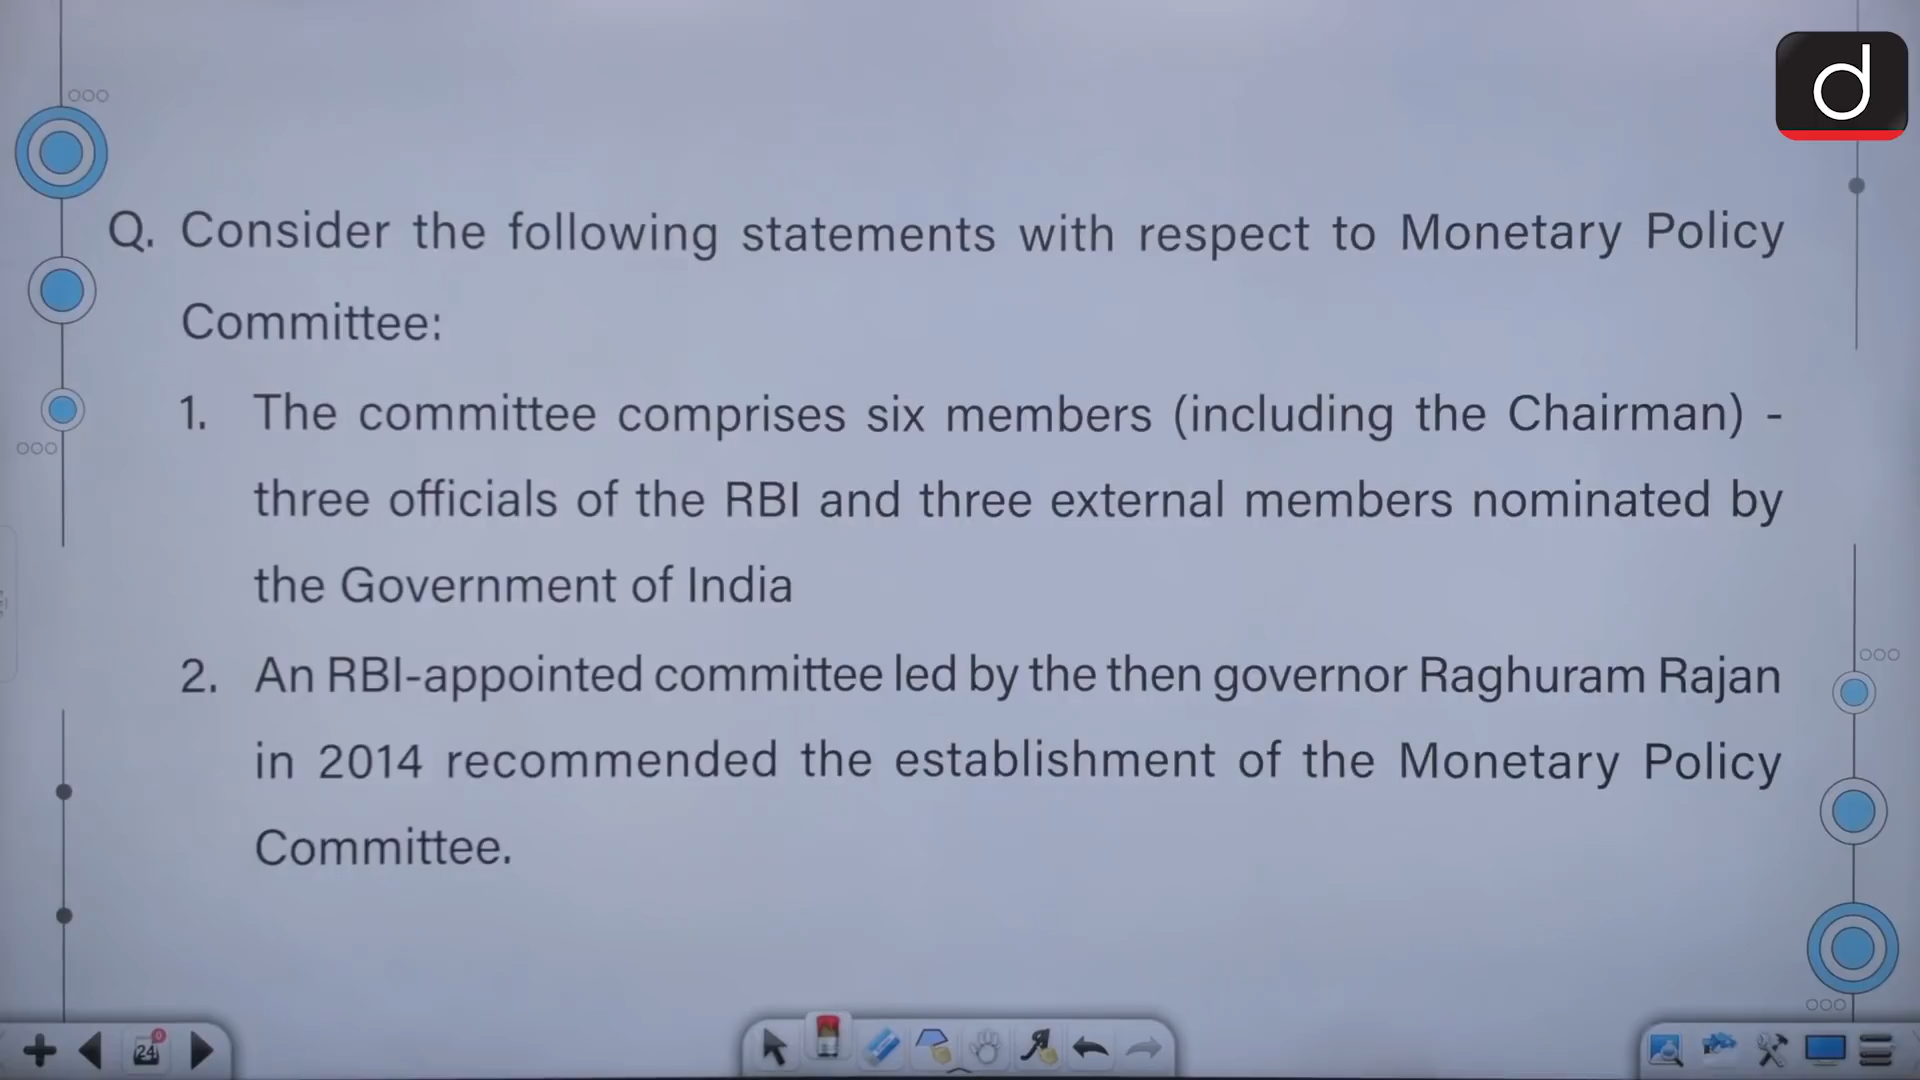 d
Q. Consider the following statements with respect to Monetary Policy
Committee:
1. The committee comprises six members (including the Chairman) -
three officials of the RBI and three external members nominated by
the Government of India
2. An RBI-appointed committee led by the then governor Raghuram Rajan
in 2014 recommended the establishment of the Monetary Policy
Committee.
24
0